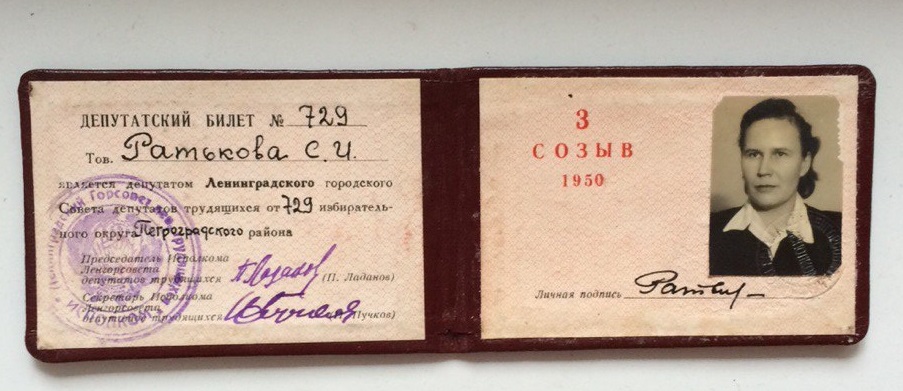 ДЕПУТАТСКИЙ БИЛЕТ № 729
Тов. Ратькова С. И.
является депутатом Ленинградского городского
Совета депутатов трудящихся от 729 избиратель-
ного округа Петроградского района
Председатель Исполкома
Ленгорсовета
депутатов трудящихся П. Ладанов (П. Ладанов)
Секретарь Исполкома
Ленгорсовета
депутатов трудящихся Пучков)
3
СОЗЫВ
1950
Личная подпись